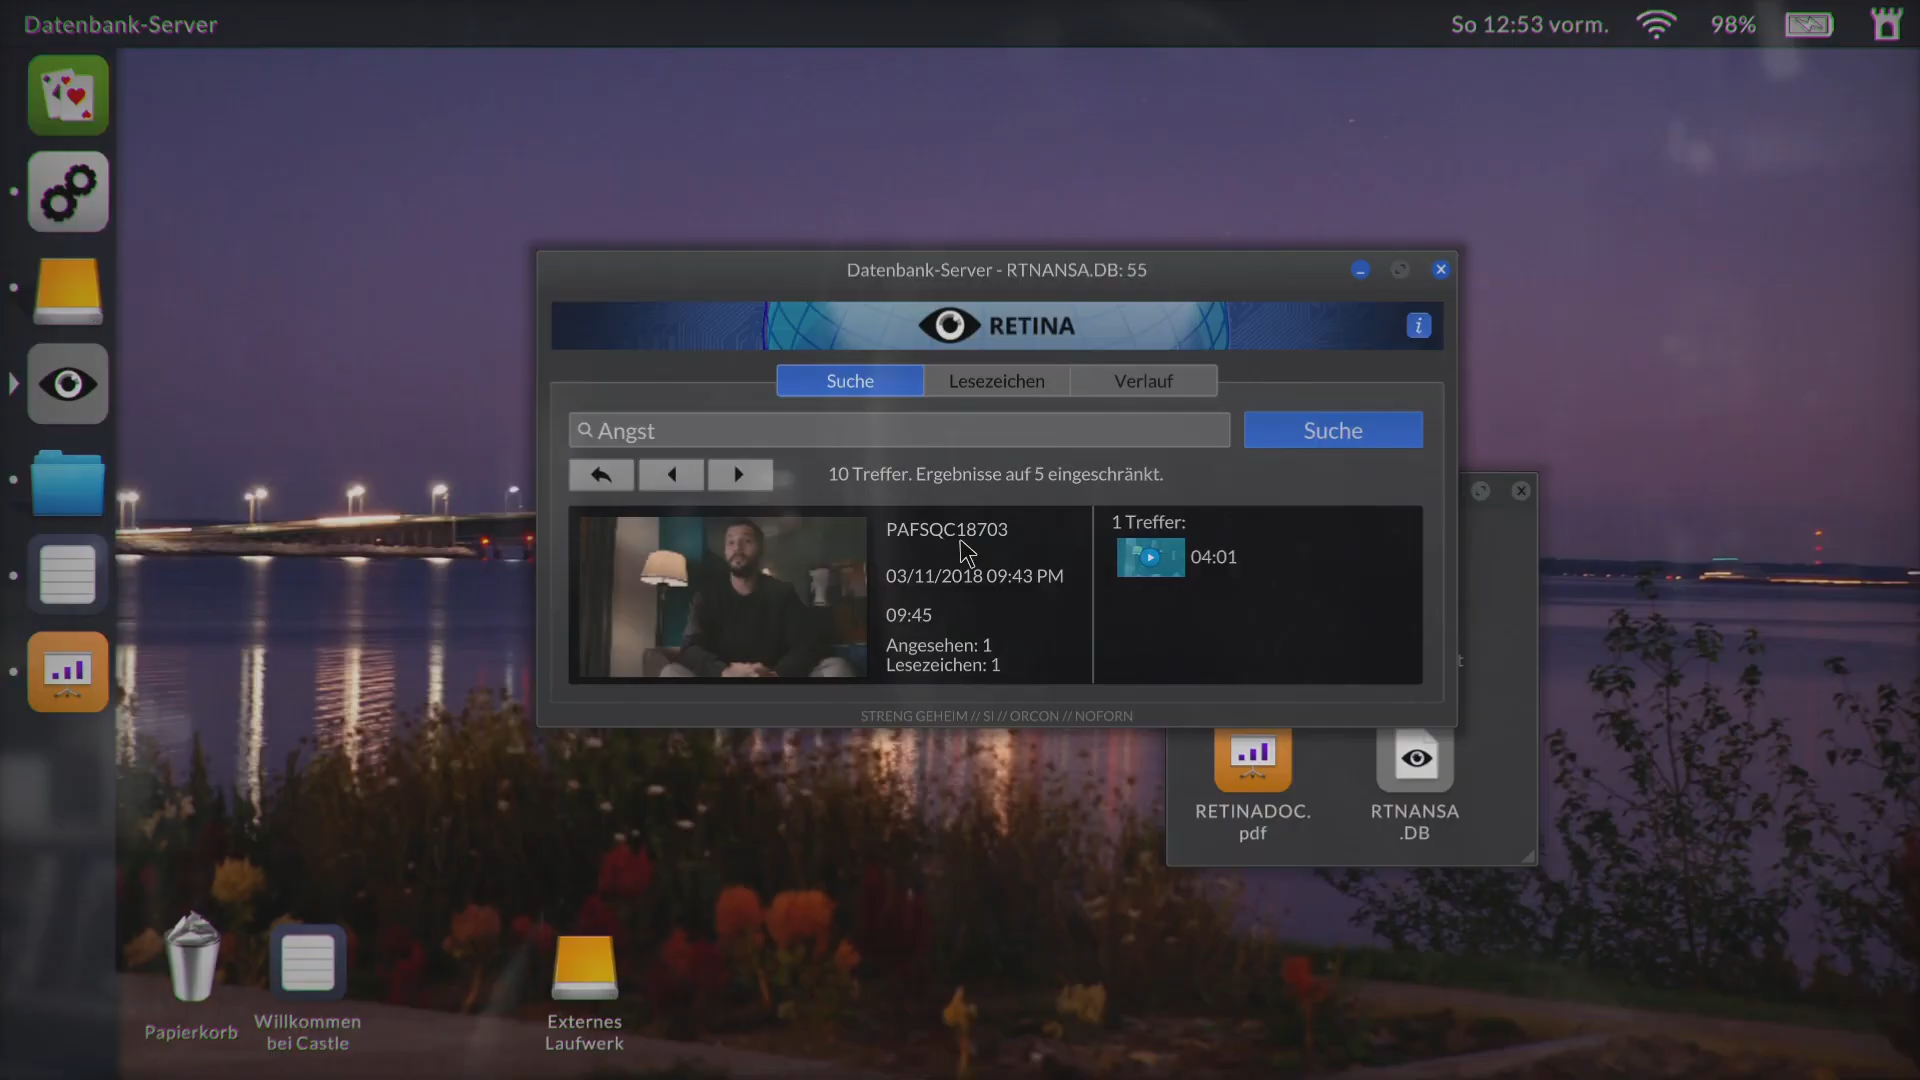 Datenbank-Server
So 12:53 vorm.
98%
Datenbank-Server - RTNANSA.DB: 55
RETINA
i
Suche
Lesezeichen
Verlauf
Angst
Suche
10 Treffer. Ergebnisse auf 5 eingeschränkt.
PAFSQC18703
03/11/2018 09:43 PM
09:45
Angesehen: 1
Lesezeichen: 1
1 Treffer:
04:01
STRENG GEHEIM // SI // ORCON // NOFORN
RETINADOC.
pdf
RTNANSA
.DB
Papierkorb
Willkommen
bei Castle
Externes
Laufwerk